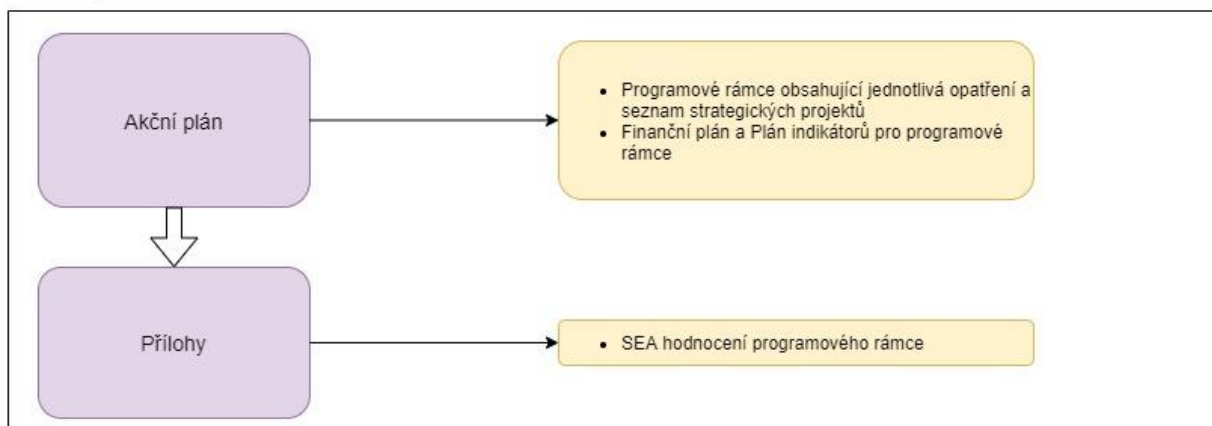 Akční plán
• Programové rámce obsahující jednotlivá opatření a
seznam strategických projektů
• Finanční plán a Plán indikátorů pro programové
rámce
Přílohy
• SEA hodnocení programového rámce